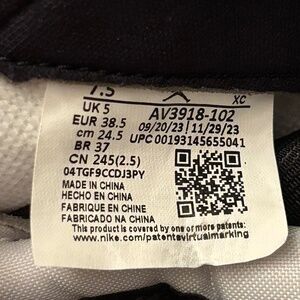 7.5 XC
UK 5 AV3918-102
EUR 38.5 09/20/23 11/29/23
cm 24.5 UPC 00193145655041
BR 37
CN 245(2.5)
04TGF9CCDJ3PY
MADE IN CHINA
HECHO EN CHINA
FABRIQUE EN CHINE
FABRICADO NA CHINA
This product is covered by one or more patents:
www.nike.com/patentavirtualmarking